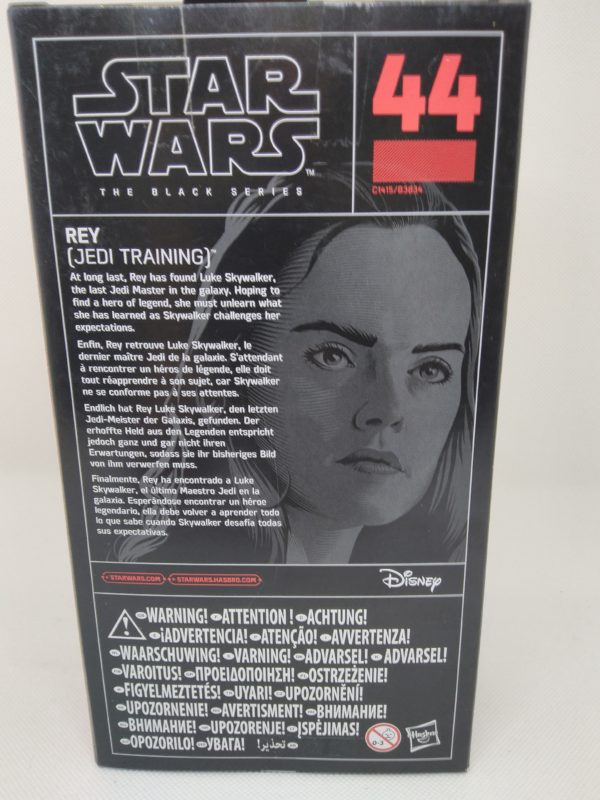 STAR
WARS™
THE BLACK SERIES
44
C1415/B3834
REY
(JEDI TRAINING)™
At long last, Rey has found Luke Skywalker,
the last Jedi Master in the galaxy. Hoping to
find a hero of legend, she must unlearn what
she has learned as Skywalker challenges her
expectations.
Enfin, Rey retrouve Luke Skywalker, le
dernier maître Jedi de la galaxie. S'attendant
à rencontrer un héros de légende, elle doit
tout réapprendre à son sujet, car Skywalker
ne se conforme pas à ses attentes.
Endlich hat Rey Luke Skywalker, den letzten
Jedi-Meister der Galaxis, gefunden. Der
erhoffte Held aus den Legenden entspricht
jedoch ganz und gar nicht ihren
Erwartungen, sodass sie ihr bisheriges Bild
von ihm verwerfen muss.
Finalmente, Rey ha encontrado a Luke
Skywalker, el último Maestro Jedi en la
galaxia. Esperándose encontrar un héroe
legendario, ella debe volver a aprender todo
lo que sabe cuando Skywalker desafía todas
sus expectativas.
STARWARS.COM STARWARS.HASBRO.COM
Disney
WARNING! ATTENTION ! ACHTUNG!
¡ADVERTENCIA! ATENÇÃO! AVVERTENZA!
WAARSCHUWING! VARNING! ADVARSEL! ADVARSEL!
VAROITUS! ΠΡΟΕΙΔΟΠΟΙΗΣΗ! OSTRZEŻENIE!
FIGYELMEZTETÉS! UYARI! UPOZORNĚNÍ!
UPOZORNENIE! AVERTISMENT! ВНИМАНИЕ!
ВНИМАНИЕ! UPOZORENJE! ĮSPĖJIMAS!
OPOZORILO! УВАГА! تحذير!
0-3
Hasbro